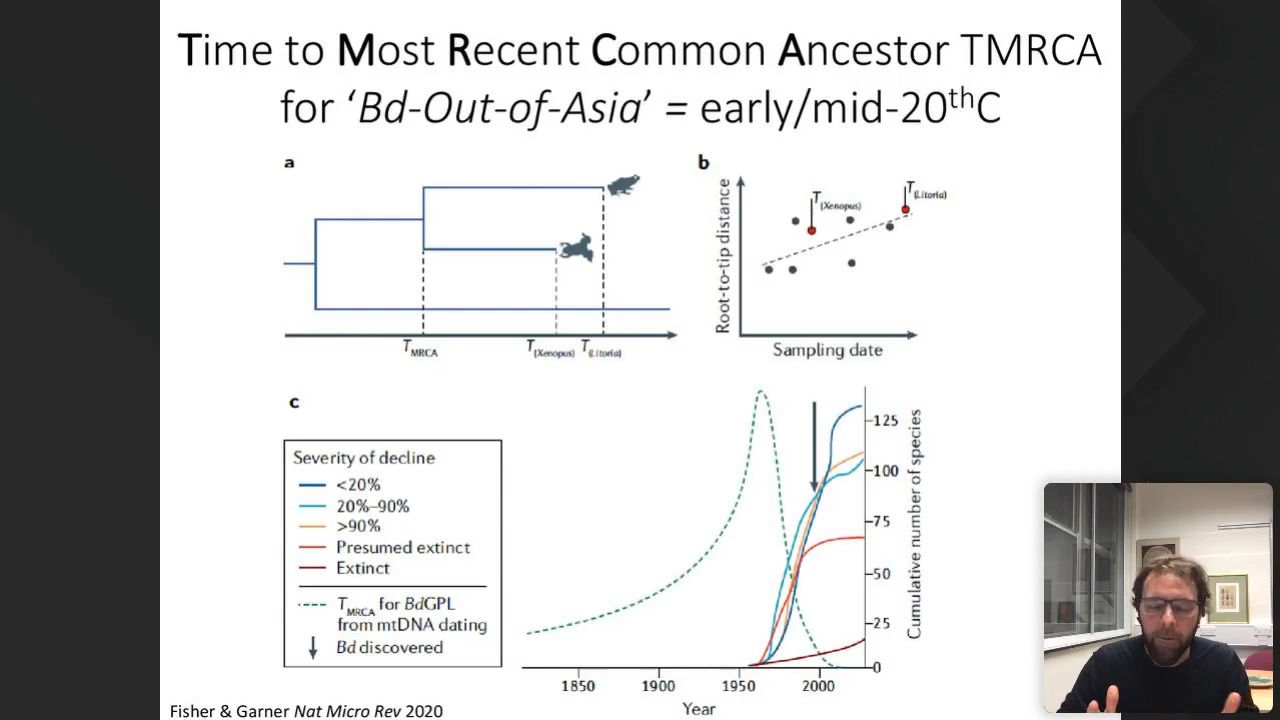 Time to Most Recent Common Ancestor TMRCA
for ‘Bd-Out-of-Asia’ = early/mid-20thC
a
TMRCA
T(Xenopus)
T(Litoria)
b
Root-to-tip distance
T(Xenopus)
T(Litoria)
Sampling date
c
Severity of decline
<20%
20%–90%
>90%
Presumed extinct
Extinct
TMRCA for BdGPL
from mtDNA dating
Bd discovered
125
100
75
50
25
0
Cumulative number of species
1850
1900
1950
2000
Year
Fisher & Garner Nat Micro Rev 2020